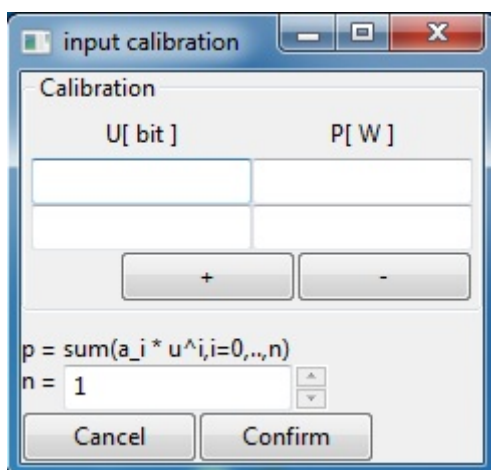 input calibration
Calibration
U[ bit ] P[ W ]
+ -
p = sum(a_i * u^i,i=0,..,n)
n = 1
Cancel Confirm